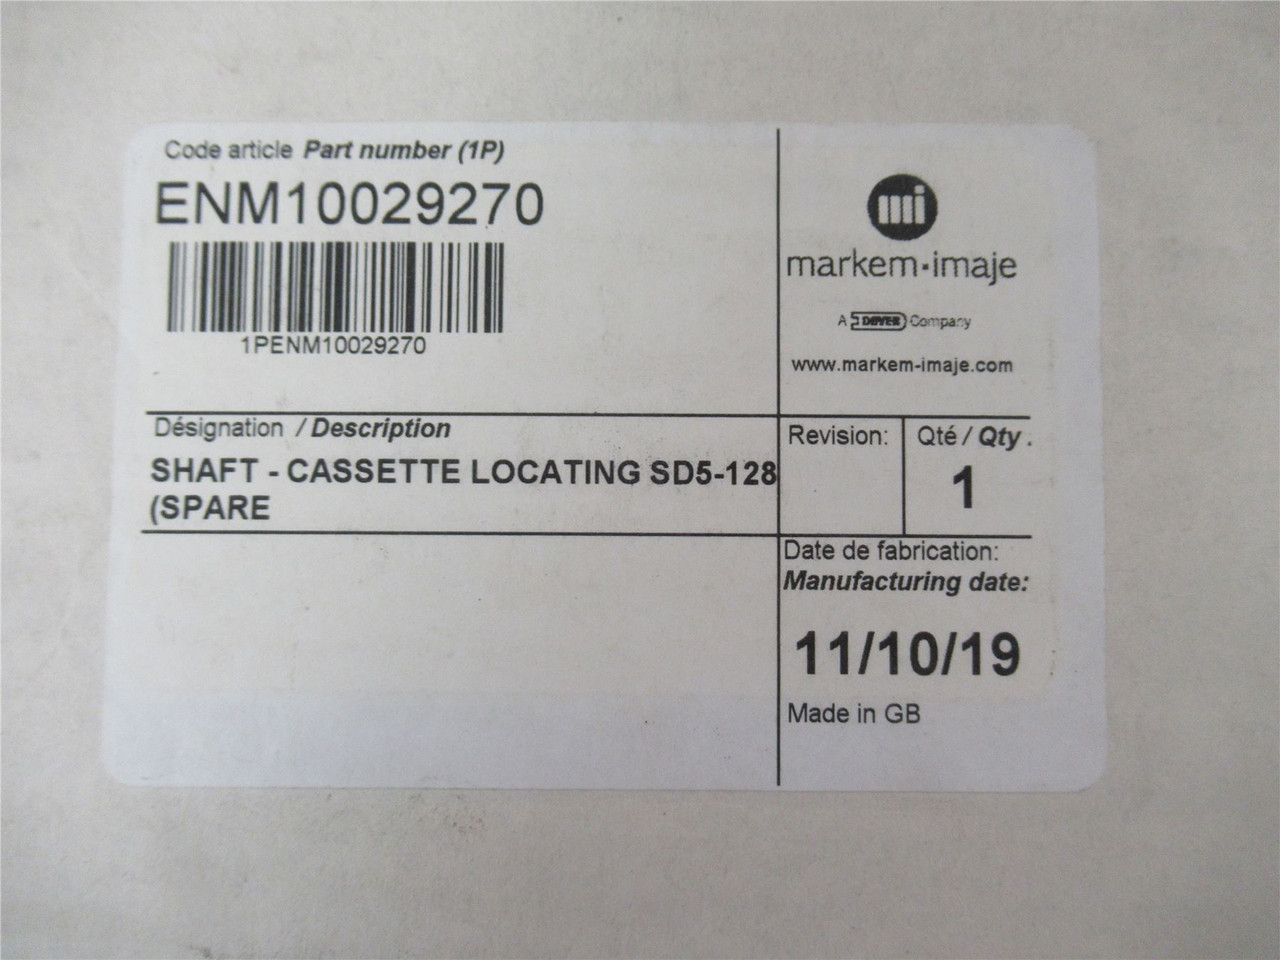 Code article Part number (1P)
ENM10029270
1PENM10029270
mi
markem·imaje
A DOVER Company
www.markem-imaje.com
Désignation / Description
SHAFT - CASSETTE LOCATING SD5-128
(SPARE
Revision:
Qté / Qty .
1
Date de fabrication:
Manufacturing date:
11/10/19
Made in GB